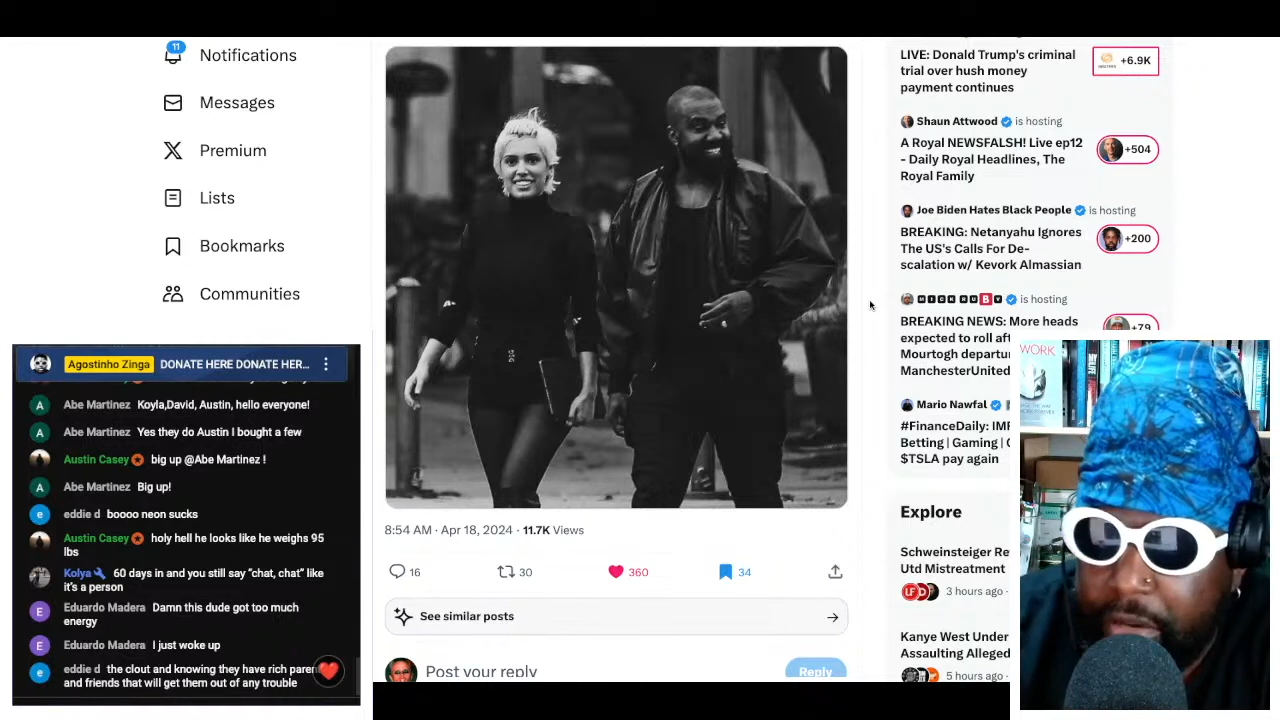 11
Notifications
Messages
Premium
Lists
Bookmarks
Communities
8:54 AM · Apr 18, 2024 · 11.7K Views
16
30
360
34
See similar posts
Post your reply
Reply
LIVE: Donald Trump's criminal
trial over hush money
payment continues
+6.9K
Shaun Attwood is hosting
A Royal NEWSFALSH! Live ep12
- Daily Royal Headlines, The
Royal Family
+504
Joe Biden Hates Black People is hosting
BREAKING: Netanyahu Ignores
The US's Calls For De-
scalation w/ Kevork Almassian
+200
is hosting
BREAKING NEWS: More heads
expected to roll aft
Mourtogh departu
ManchesterUnited
+79
Mario Nawfal
#FinanceDaily: IMF
Betting | Gaming | C
$TSLA pay again
Explore
Schweinsteiger Re
Utd Mistreatment
3 hours ago ·
Kanye West Under
Assaulting Alleged
5 hours ago ·
Agostinho Zinga DONATE HERE DONATE HER...
A Abe Martinez Koyla,David, Austin, hello everyone!
A Abe Martinez Yes they do Austin I bought a few
Austin Casey big up @Abe Martinez !
A Abe Martinez Big up!
e eddie d boooo neon sucks
Austin Casey holy hell he looks like he weighs 95
lbs
Kolya 60 days in and you still say “chat, chat” like
it’s a person
E Eduardo Madera Damn this dude got too much
energy
E Eduardo Madera I just woke up
e eddie d the clout and knowing they have rich paren
and friends that will get them out of any trouble
WORK